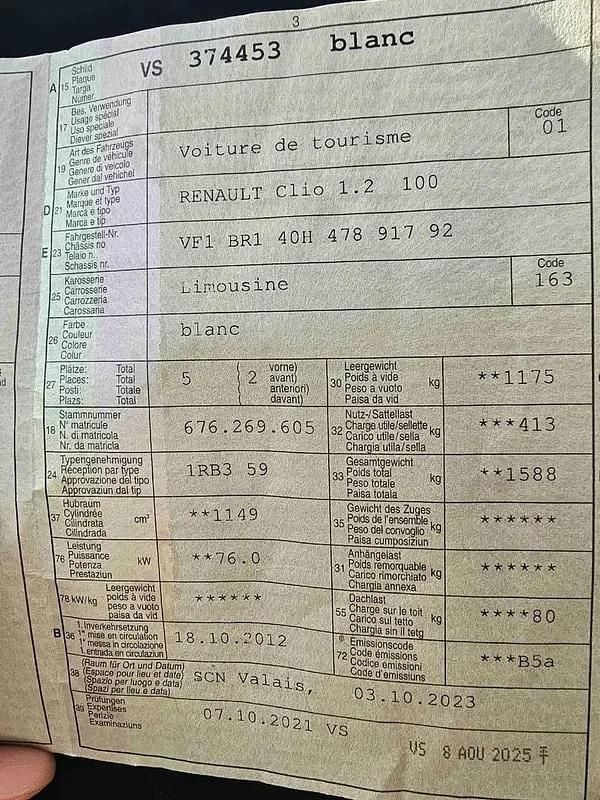 3
A 15 Schild Plaque Targa Numer VS 374453 blanc
17 Bes. Verwendung Usage spécial Uso speciale Diever spezial
19 Art des Fahrzeugs Genre de véhicule Genere di veicolo Gener dal vehichel Voiture de tourisme Code 01
D 21 Marke und Typ Marque et type Marca e tipo Marca e tip RENAULT Clio 1.2 100
E 23 Fahrgestell-Nr. Châssis no Telaio n. Schassis nr. VF1 BR1 40H 478 917 92
25 Karosserie Carrosserie Carrozzeria Carossaria Limousine Code 163
26 Farbe Couleur Colore Colur blanc
27 Plätze: Total Places: Total Posti: Totale Plazs: Total 5 { 2 vorne) avant) anteriori) davant) 30 Leergewicht Poids à vide Peso a vuoto Paisa da vid kg **1175
18 Stammnummer N° matricule N. di matricola Nr. da matricla 676.269.605 32 Nutz-/Sattellast Charge utile/sellette Carico utile/sella Chargia utila/sella kg ***413
24 Typengenehmigung Réception par type Approvazione del tipo Approvaziun dal tip 1RB3 59 33 Gesamtgewicht Poids total Peso totale Paisa totala kg **1588
37 Hubraum Cylindrée Cilindrata Cilindrada cm³ **1149 35 Gewicht des Zuges Poids de l'ensemble Peso del convoglio Paisa cumposiziun kg ******
76 Leistung Puissance Potenza Prestaziun kW **76.0 31 Anhängelast Poids remorquable Carico rimorchiato Chargia annexa kg ******
78 kW/kg Leergewicht poids à vide peso a vuoto paisa da vid ****** 55 Dachlast Charge sur le toit Carico sul tetto Chargia sin il tetg kg ****80
B 36 1. Inverkehrsetzung 1re mise en circulation 1a messa in circolazione 1. entrada en circulaziun 18.10.2012 72 Emissionscode Code émissions Codice emissioni Code d'emissiuns ***B5a
38 (Raum für Ort und Datum) (Espace pour lieu et date) (Spazio per luogo e data) (Spazi per lieu e data) SCN Valais, 03.10.2023
39 Prüfungen Expertises Perizie Examinaziuns 07.10.2021 VS
VS 8 AOU 2025